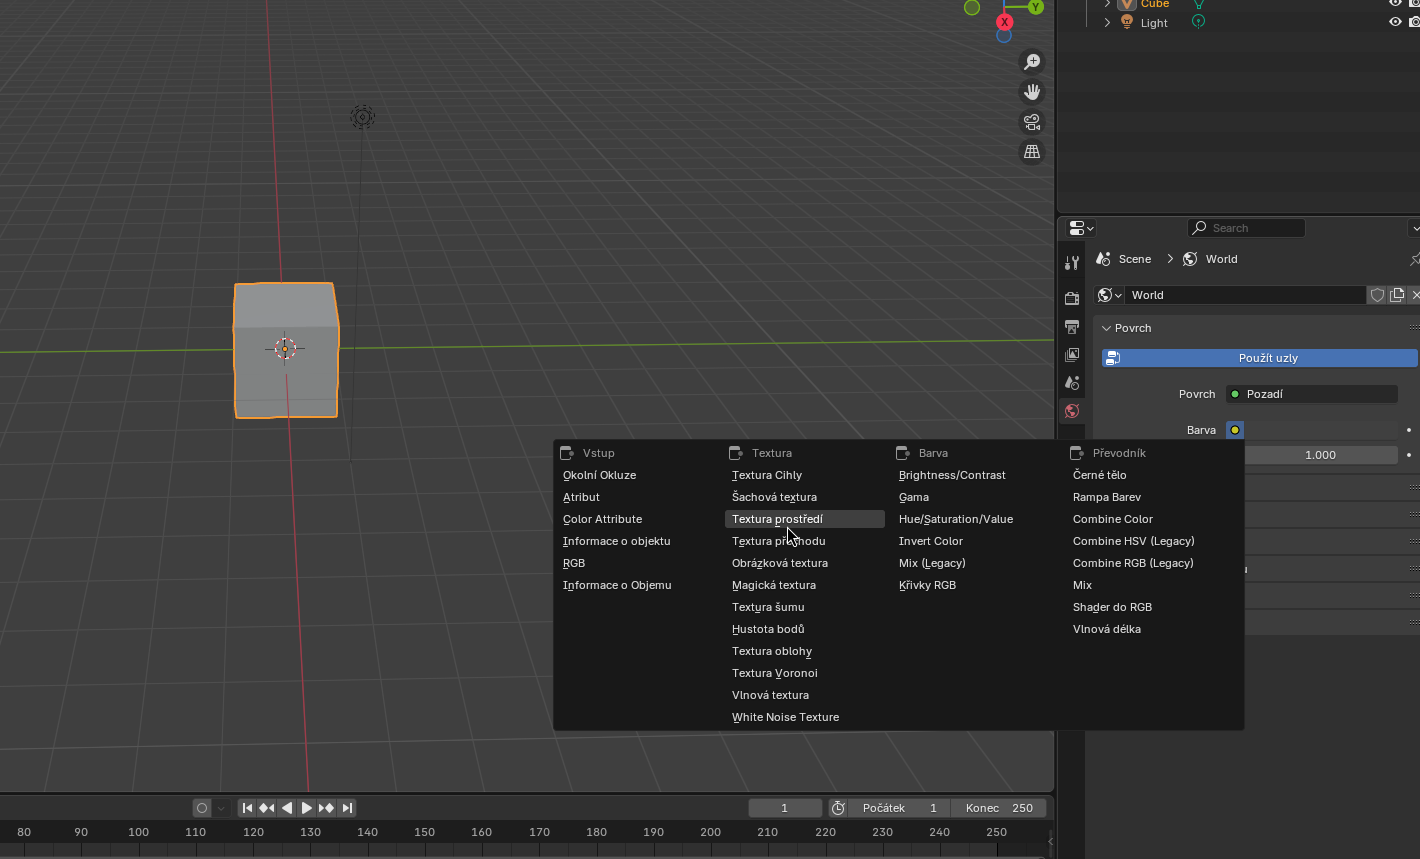 Y
X
Cube
Light
Search
Scene > World
World
Povrch
Použít uzly
Povrch Pozadí
Barva
1.000
Vstup
Okolní Okluze
Atribut
Color Attribute
Informace o objektu
RGB
Informace o Objemu
Textura
Textura Cihly
Šachová textura
Textura prostředí
Textura přechodu
Obrázková textura
Magická textura
Textura šumu
Hustota bodů
Textura oblohy
Textura Voronoi
Vlnová textura
White Noise Texture
Barva
Brightness/Contrast
Gama
Hue/Saturation/Value
Invert Color
Mix (Legacy)
Křivky RGB
Převodník
Černé tělo
Rampa Barev
Combine Color
Combine HSV (Legacy)
Combine RGB (Legacy)
Mix
Shader do RGB
Vlnová délka
1 Počátek 1 Konec 250
80 90 100 110 120 130 140 150 160 170 180 190 200 210 220 230 240 250